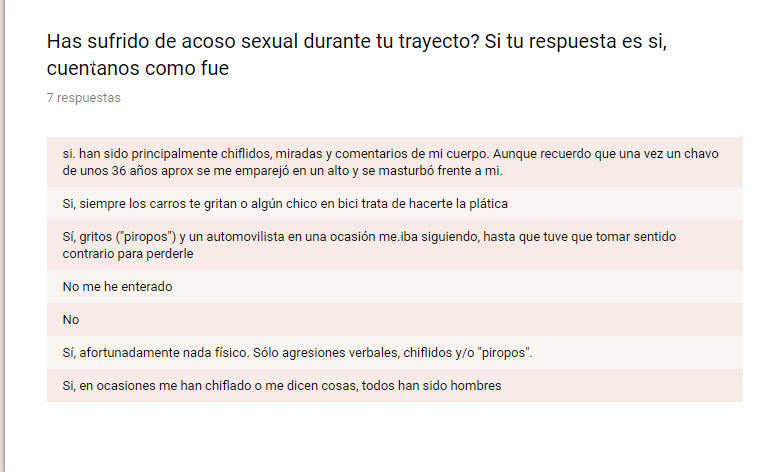 Has sufrido de acoso sexual durante tu trayecto? Si tu respuesta es si,
cuentanos como fue
7 respuestas
si. han sido principalmente chiflidos, miradas y comentarios de mi cuerpo. Aunque recuerdo que una vez un chavo
de unos 36 años aprox se me emparejó en un alto y se masturbó frente a mi.
Si, siempre los carros te gritan o algún chico en bici trata de hacerte la plática
Sí, gritos ("piropos") y un automovilista en una ocasión me.iba siguiendo, hasta que tuve que tomar sentido
contrario para perderle
No me he enterado
No
Sí, afortunadamente nada físico. Sólo agresiones verbales, chiflidos y/o "piropos".
Si, en ocasiones me han chiflado o me dicen cosas, todos han sido hombres